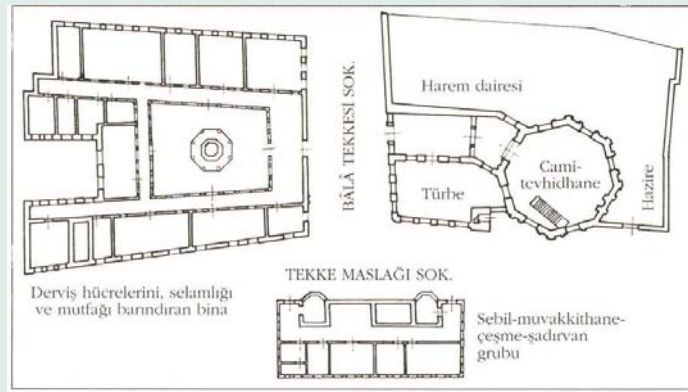 Harem dairesi
BÂLÂ TEKKESİ SOK.
Cami-
tevhidhane
Türbe
Hazire
TEKKE MASLAĞI SOK.
Derviş hücrelerini, selamlığı
ve mutfağı barındıran bina
Sebil-muvakkithane-
çeşme-şadırvan
grubu